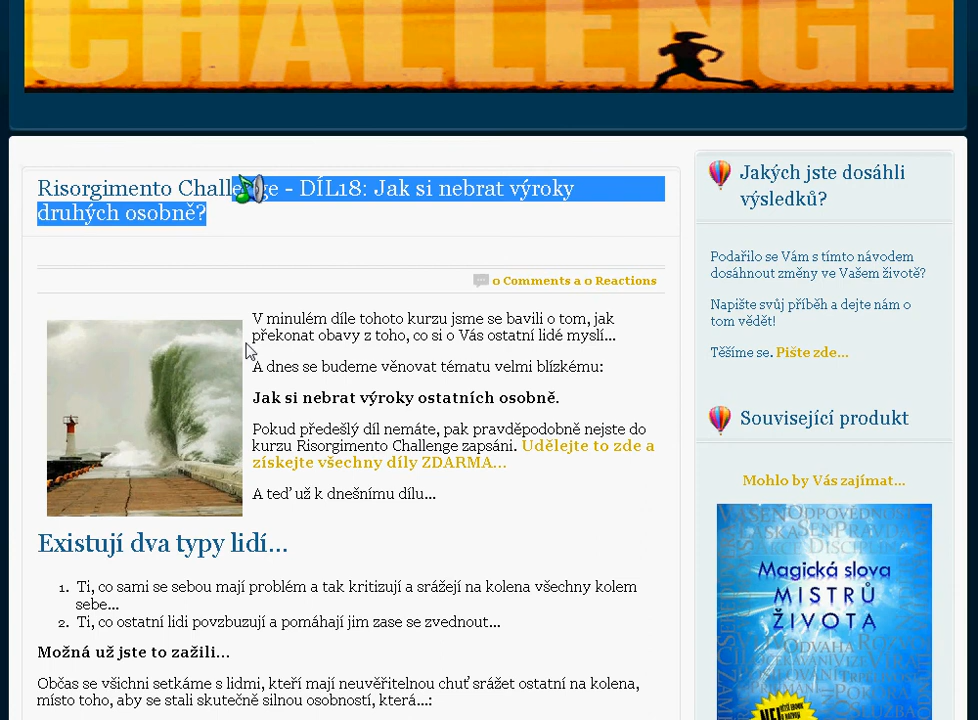 CHALLENGE
Risorgimento Challenge - DÍL18: Jak si nebrat výroky
druhých osobně?
0 Comments a 0 Reactions
V minulém díle tohoto kurzu jsme se bavili o tom, jak
překonat obavy z toho, co si o Vás ostatní lidé myslí...
A dnes se budeme věnovat tématu velmi blízkému:
Jak si nebrat výroky ostatních osobně.
Pokud předešlý díl nemáte, pak pravděpodobně nejste do
kurzu Risorgimento Challenge zapsáni. Udělejte to zde a
získejte všechny díly ZDARMA...
A teď už k dnešnímu dílu...
Existují dva typy lidí...
1. Ti, co sami se sebou mají problém a tak kritizují a srážejí na kolena všechny kolem
sebe...
2. Ti, co ostatní lidi povzbuzují a pomáhají jim zase se zvednout...
Možná už jste to zažili...
Občas se všichni setkáme s lidmi, kteří mají neuvěřitelnou chuť srážet ostatní na kolena,
místo toho, aby se stali skutečně silnou osobností, která...:
Jakých jste dosáhli
výsledků?
Podařilo se Vám s tímto návodem
dosáhnout změny ve Vašem životě?
Napište svůj příběh a dejte nám o
tom vědět!
Těšíme se. Pište zde...
Související produkt
Mohlo by Vás zajímat...
Magická slova
MISTRŮ
ŽIVOTA